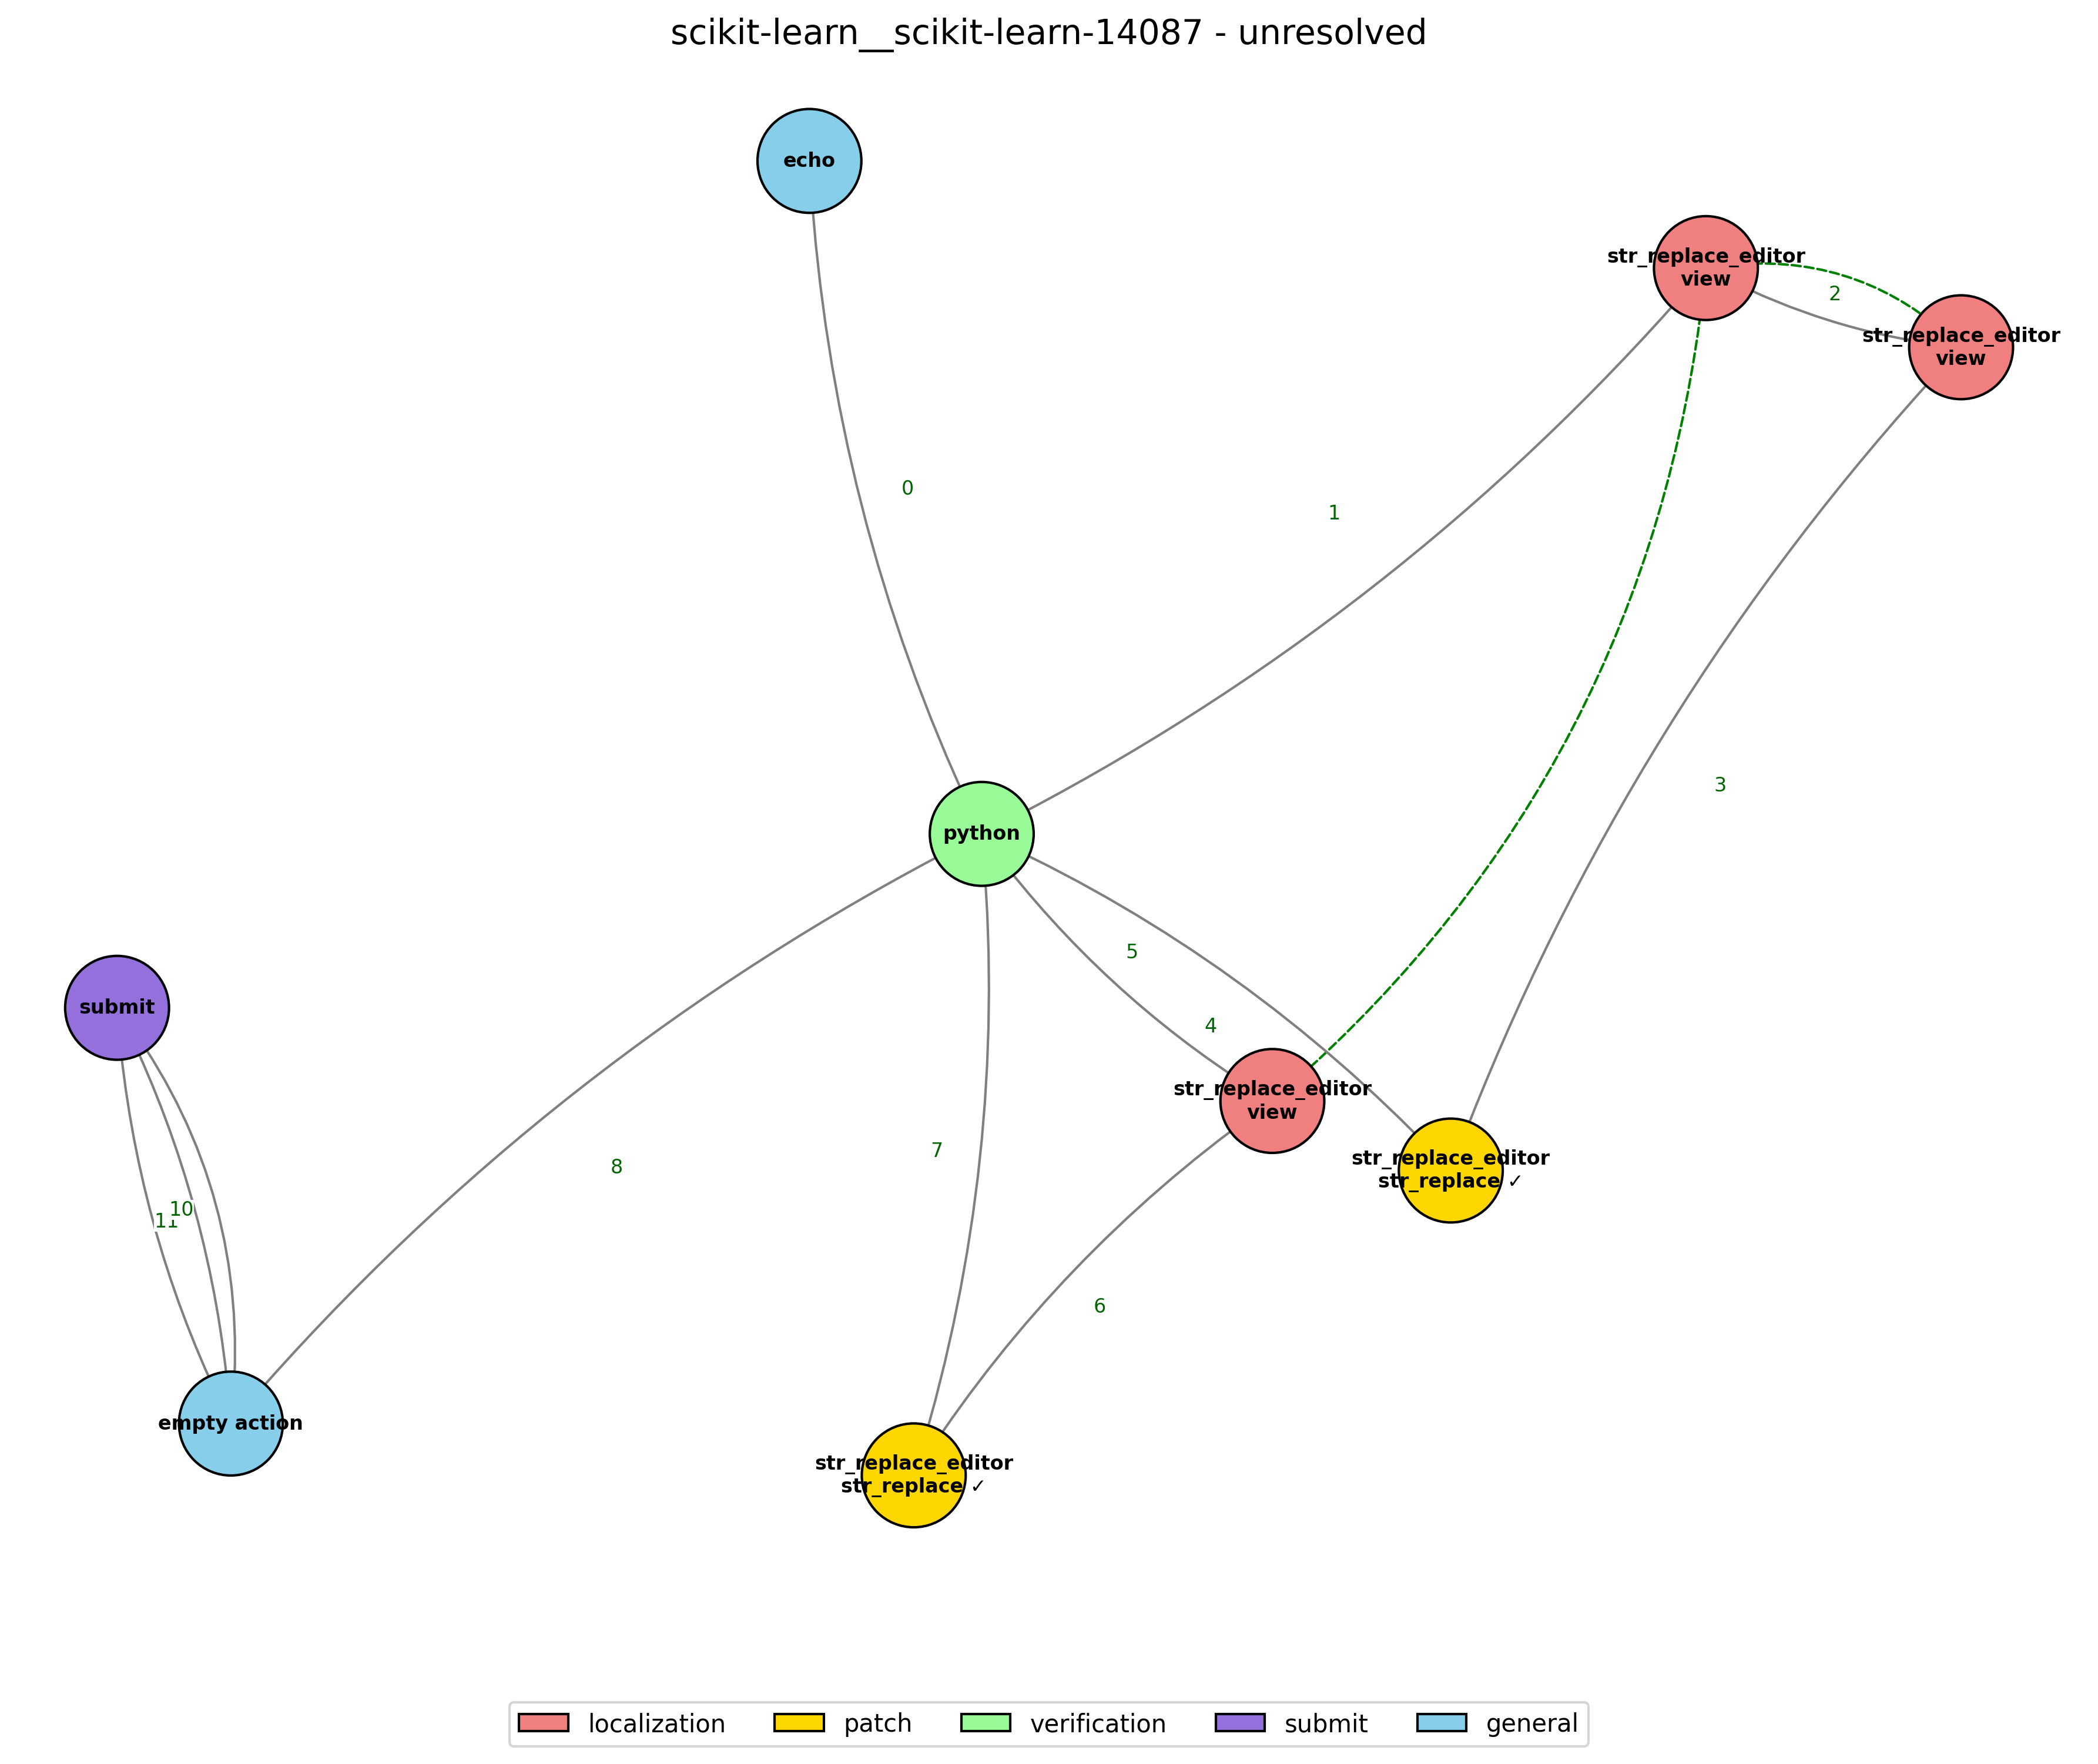 scikit-learn__scikit-learn-14087 - unresolved
echo
str_replace_editor
view
2
str_replace_editor
view
0
1
3
python
5
submit
4
str_replace_editor
view
7
8
str_replace_editor
str_replace ✓
10
11
6
empty action
str_replace_editor
str_replace ✓
localization
patch
verification
submit
general